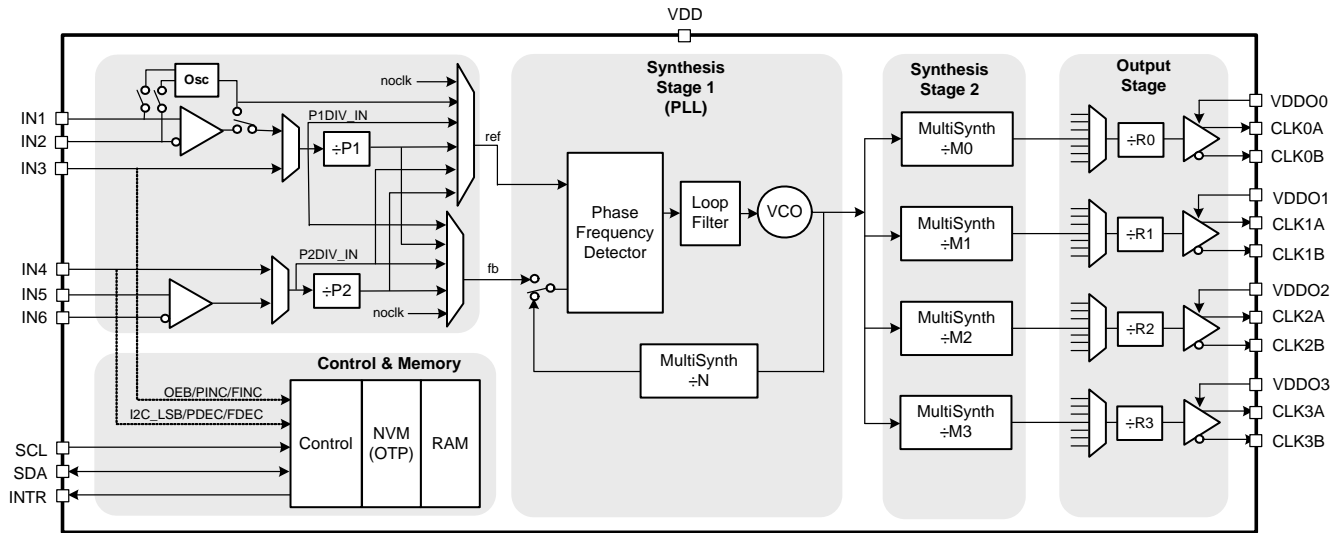 VDD
Osc
noclk
P1DIV_IN
÷P1
ref
IN1
IN2
IN3
IN4
IN5
IN6
P2DIV_IN
÷P2
noclk
fb
Synthesis
Stage 1
(PLL)
Phase
Frequency
Detector
Loop
Filter
VCO
MultiSynth
÷N
Synthesis
Stage 2
MultiSynth
÷M0
MultiSynth
÷M1
MultiSynth
÷M2
MultiSynth
÷M3
Output
Stage
÷R0
÷R1
÷R2
÷R3
VDDO0
CLK0A
CLK0B
VDDO1
CLK1A
CLK1B
VDDO2
CLK2A
CLK2B
VDDO3
CLK3A
CLK3B
Control & Memory
OEB/PINC/FINC
I2C_LSB/PDEC/FDEC
Control
NVM
(OTP)
RAM
SCL
SDA
INTR